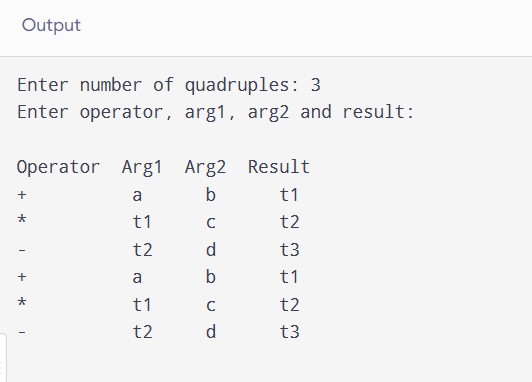 Output
Enter number of quadruples: 3
Enter operator, arg1, arg2 and result:
Operator Arg1 Arg2 Result
+ a b t1
* t1 c t2
- t2 d t3
+ a b t1
* t1 c t2
- t2 d t3